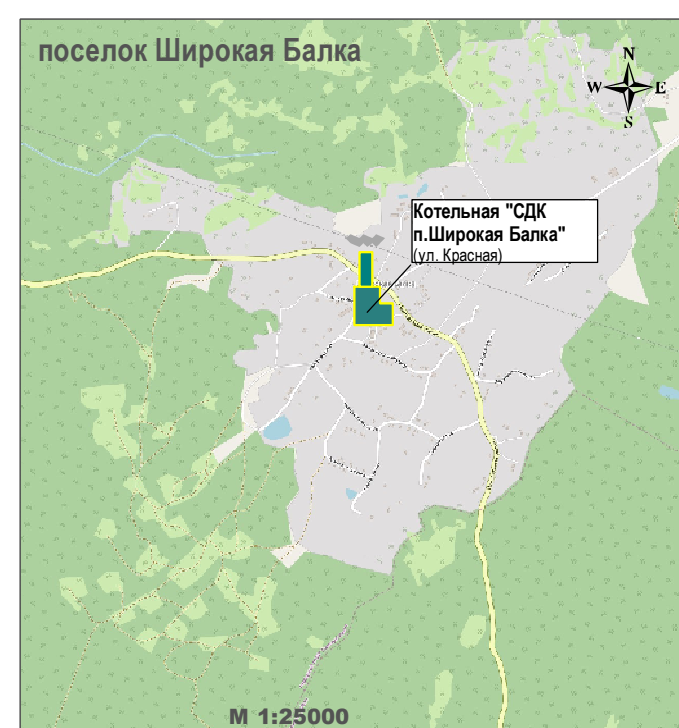 поселок Широкая Балка
N
W E
S
Котельная "СДК
п.Широкая Балка"
(ул. Красная)
М 1:25000